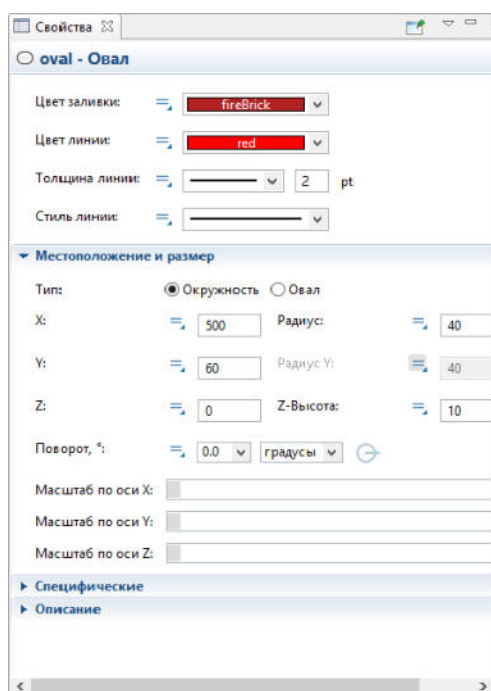 Свойства
oval - Овал
Цвет заливки: fireBrick
Цвет линии: red
Толщина линии: 2 pt
Стиль линии:
Местоположение и размер
Тип: Окружность Овал
X: 500 Радиус: 40
Y: 60 Радиус Y: 40
Z: 0 Z-Высота: 10
Поворот, °: 0.0 градусы
Масштаб по оси X:
Масштаб по оси Y:
Масштаб по оси Z:
Специфические
Описание